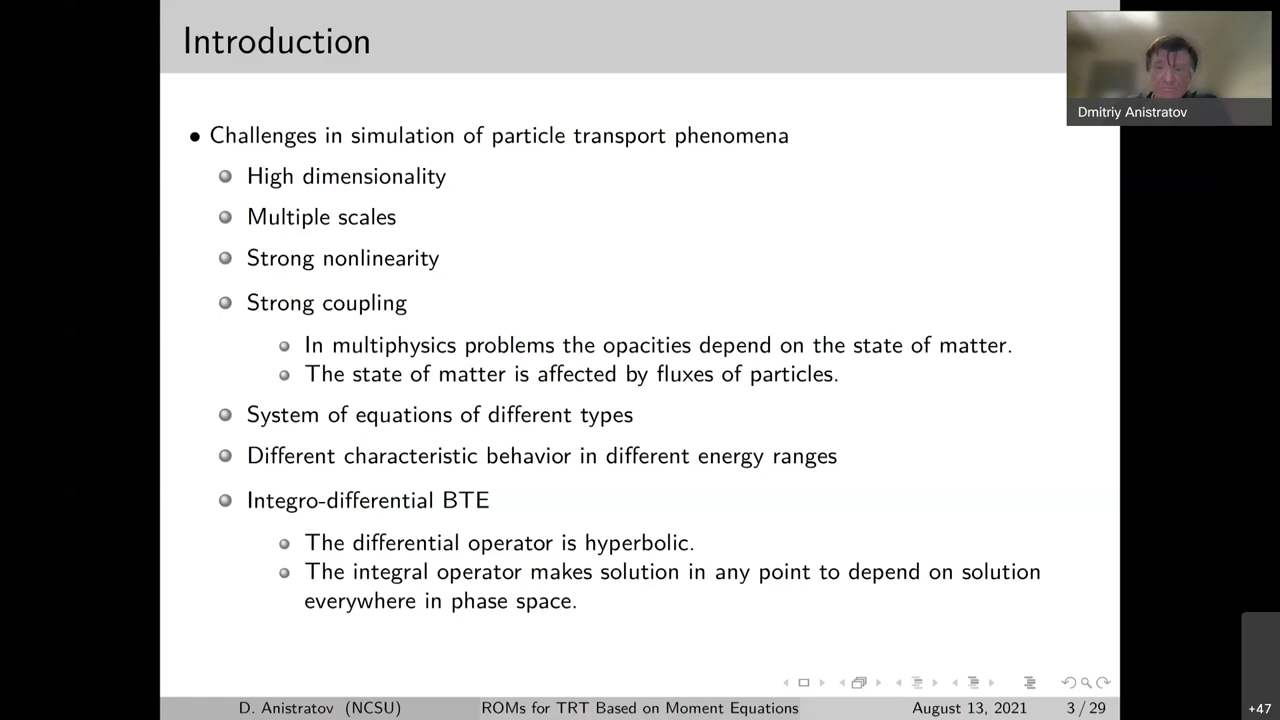 Introduction
Dmitriy Anistratov
Challenges in simulation of particle transport phenomena
High dimensionality
Multiple scales
Strong nonlinearity
Strong coupling
In multiphysics problems the opacities depend on the state of matter.
The state of matter is affected by fluxes of particles.
System of equations of different types
Different characteristic behavior in different energy ranges
Integro-differential BTE
The differential operator is hyperbolic.
The integral operator makes solution in any point to depend on solution
everywhere in phase space.
D. Anistratov (NCSU) ROMs for TRT Based on Moment Equations August 13, 2021 3 / 29
+47